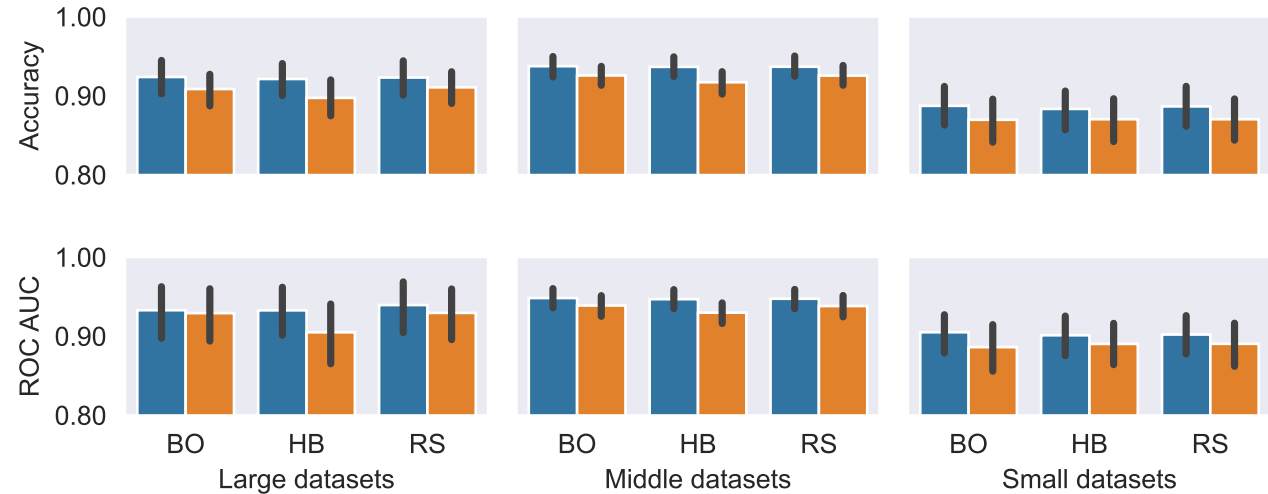 1.00
Accuracy
0.90
0.80
1.00
ROC AUC
0.90
0.80
BO HB RS BO HB RS BO HB RS
Large datasets Middle datasets Small datasets